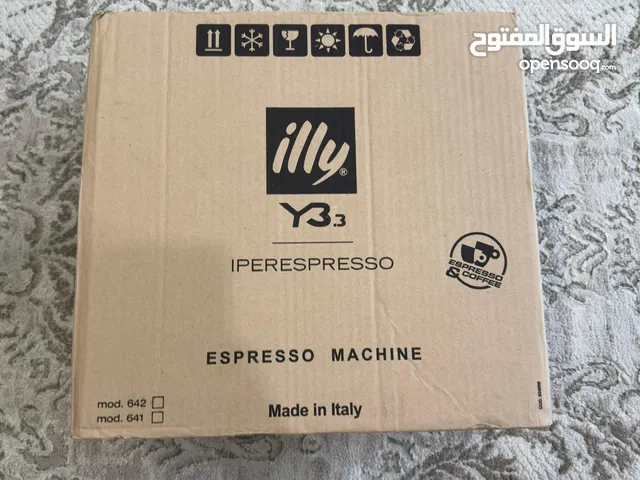 السوق المفتوح
opensooq.com
illy®
Y3.3
IPERESPRESSO
ESPRESSO
& COFFEE
ESPRESSO MACHINE
mod. 642
mod. 641
Made in Italy